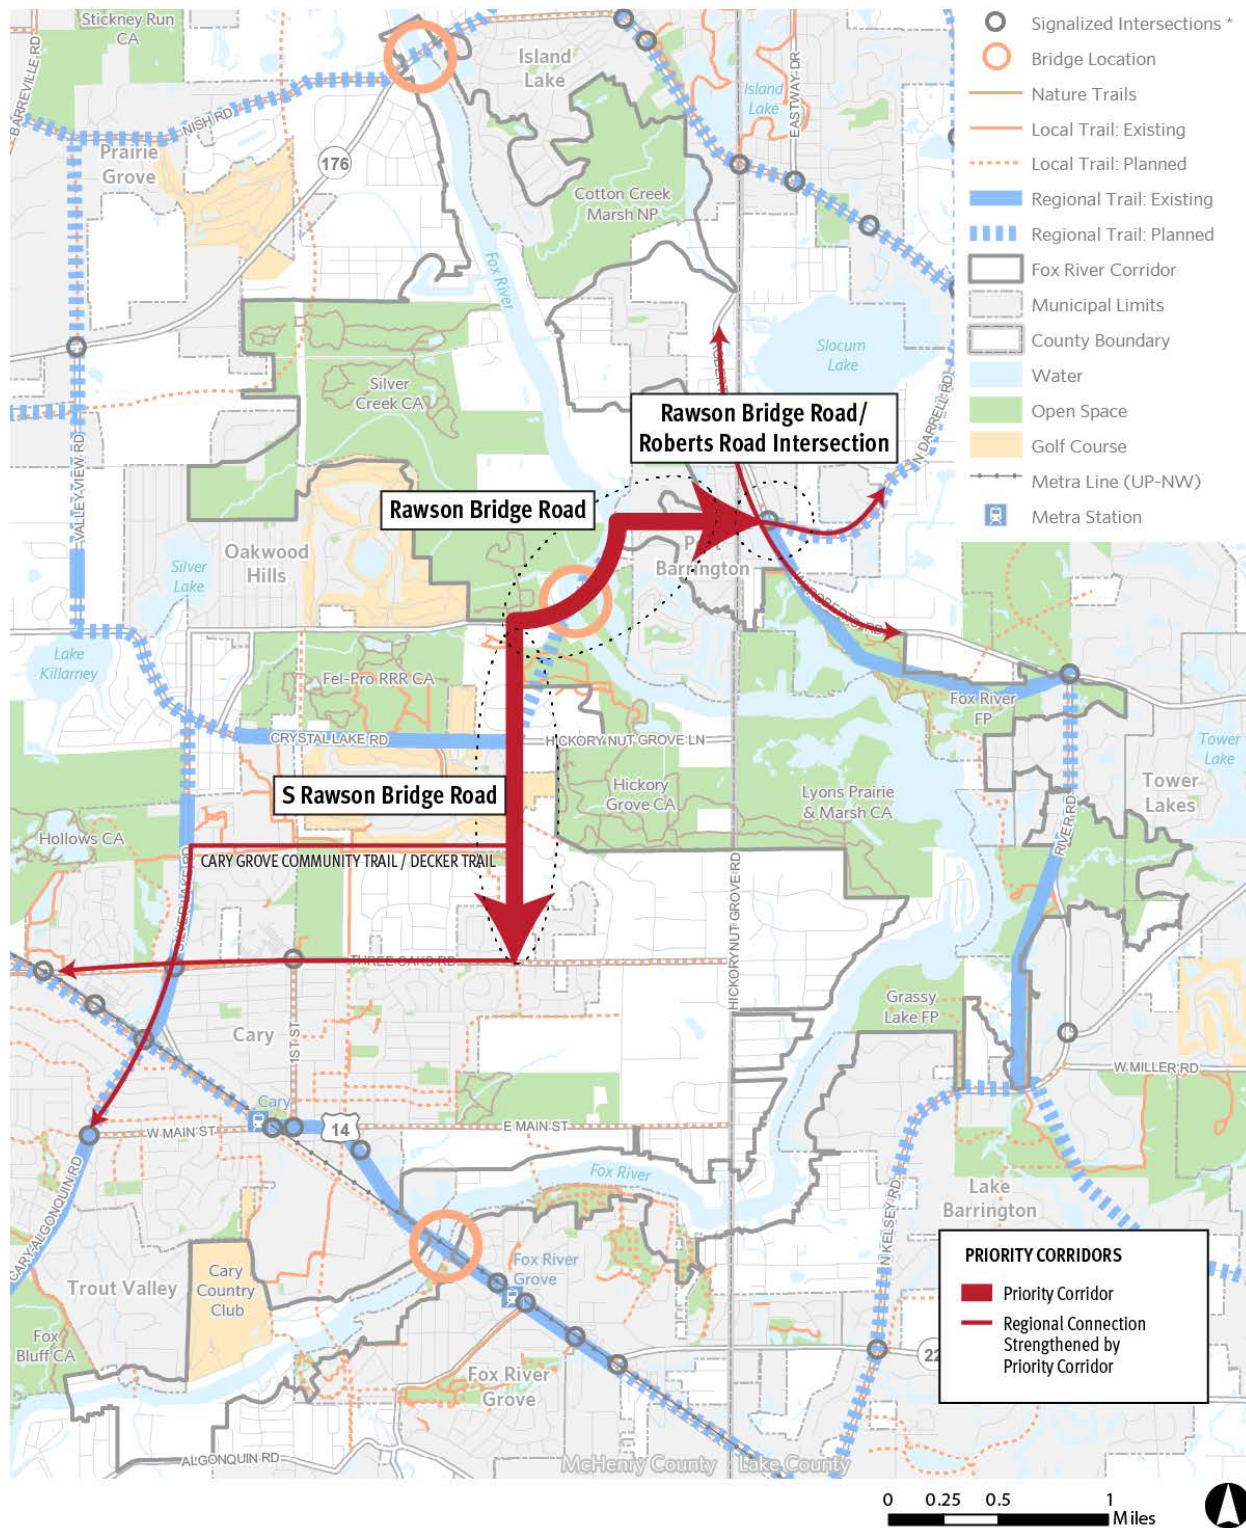 Stickney Run
CA
BARREVILLE RD
NISH RD
Prairie
Grove
176
Island
Lake
Island
Lake
EASTWAY DR
Cotton Creek
Marsh NP
Fox River
Signalized Intersections *
Bridge Location
Nature Trails
Local Trail: Existing
Local Trail: Planned
Regional Trail: Existing
Regional Trail: Planned
Fox River Corridor
Municipal Limits
County Boundary
Water
Open Space
Golf Course
Metra Line (UP-NW)
Metra Station
Silver
Creek CA
Slocum
Lake
N DARRELL RD
Rawson Bridge Road/
Roberts Road Intersection
Rawson Bridge Road
VALLEY VIEW RD
Oakwood
Hills
Silver
Lake
Barrington
Lake
Killarney
Fel-Pro RRR CA
Fox River
FP
CRYSTAL LAKE RD
HICKORY NUT GROVE LN
Tower
Lake
S Rawson Bridge Road
Hickory
Grove CA
Lyons Prairie
& Marsh CA
Tower
Lakes
Hollows CA
CARY GROVE COMMUNITY TRAIL / DECKER TRAIL
SILVER LAKE RD
RIVER RD
HICKORY NUT GROVE RD
THREE OAKS RD
Grassy
Lake FP
Cary
1ST ST
W MILLER RD
Cary
W MAIN ST
14
E MAIN ST
Fox River
CARY-ALGONQUIN RD
N KELSEY RD
Lake
Barrington
Trout Valley
Cary
Country
Club
Fox River
Grove
Fox
Bluff CA
Fox River
Grove
22
PRIORITY CORRIDORS
Priority Corridor
Regional Connection
Strengthened by
Priority Corridor
ALGONQUIN RD
McHenry County
Lake County
0 0.25 0.5 1
Miles